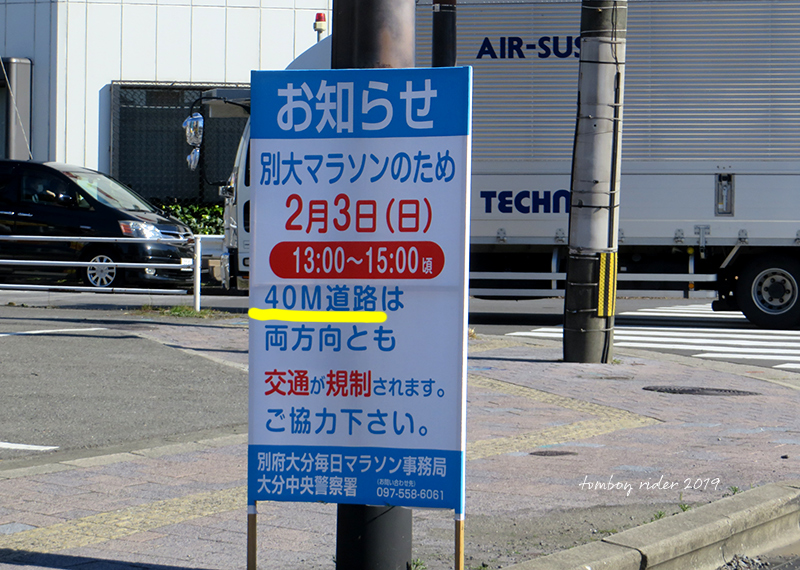 AIR-SUS
お知らせ
別大マラソンのため
2月3日(日)
13:00〜15:00頃
TECHN
40M道路は
両方向とも
交通が規制されます。
ご協力下さい。
別府大分毎日マラソン事務局
大分中央警察署 (お問い合わせ先) 097-558-6061
tomboy rider 2019